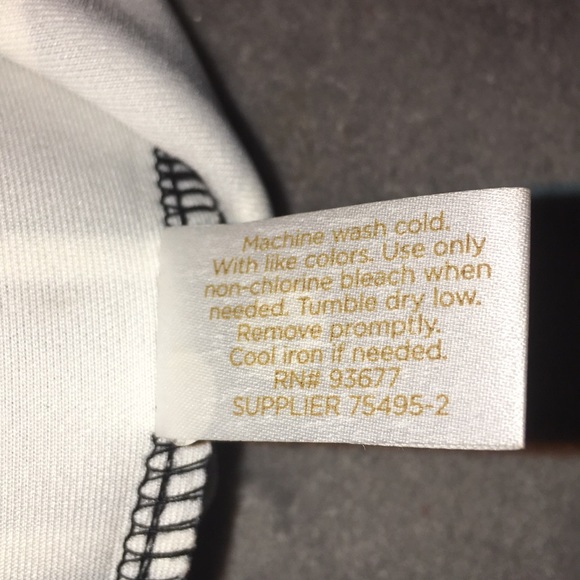 Machine wash cold.
With like colors. Use only
non-chlorine bleach when
needed. Tumble dry low.
Remove promptly.
Cool iron if needed.
RN# 93677
SUPPLIER 75495-2